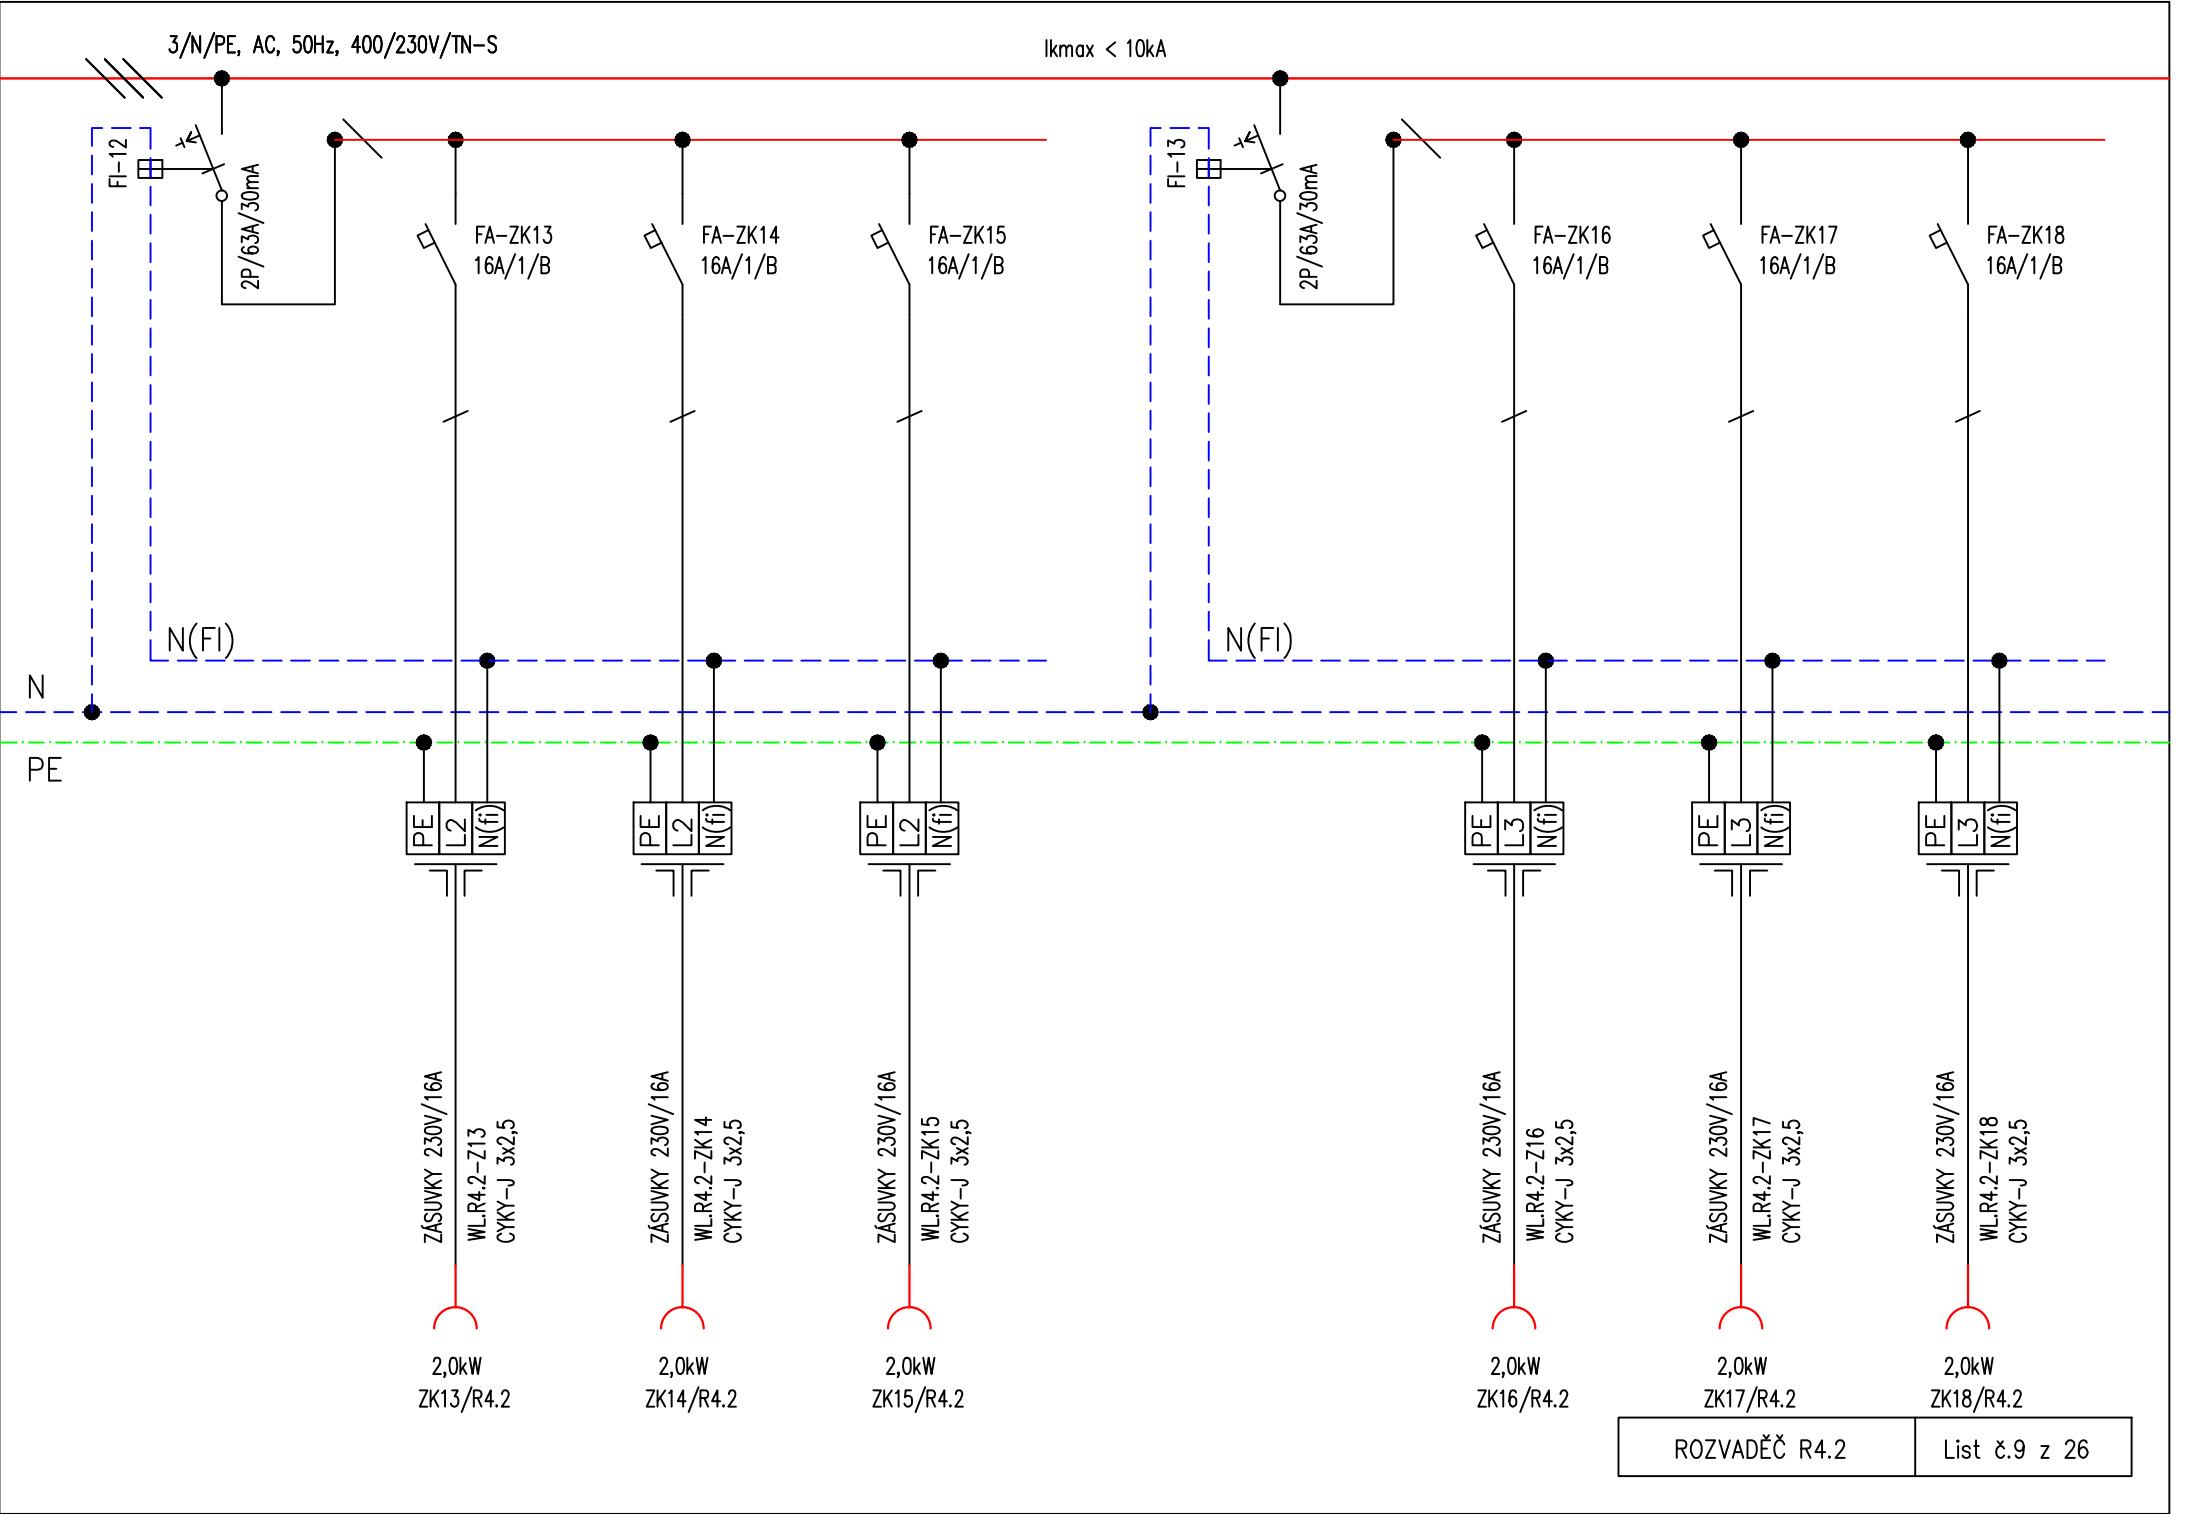 3/N/PE, AC, 50Hz, 400/230V/TN-S
Ikmax < 10kA
FI-12
2P/63A/30mA
FA-ZK13
16A/1/B
FA-ZK14
16A/1/B
FA-ZK15
16A/1/B
FI-13
2P/63A/30mA
FA-ZK16
16A/1/B
FA-ZK17
16A/1/B
FA-ZK18
16A/1/B
N(FI)
N(FI)
N
PE
PE L2 N(fi)
PE L2 N(fi)
PE L2 N(fi)
PE L3 N(fi)
PE L3 N(fi)
PE L3 N(fi)
ZÁSUVKY 230V/16A
WL.R4.2-Z13
CYKY-J 3x2,5
ZÁSUVKY 230V/16A
WL.R4.2-ZK14
CYKY-J 3x2,5
ZÁSUVKY 230V/16A
WL.R4.2-ZK15
CYKY-J 3x2,5
ZÁSUVKY 230V/16A
WL.R4.2-Z16
CYKY-J 3x2,5
ZÁSUVKY 230V/16A
WL.R4.2-ZK17
CYKY-J 3x2,5
ZÁSUVKY 230V/16A
WL.R4.2-ZK18
CYKY-J 3x2,5
2,0kW
ZK13/R4.2
2,0kW
ZK14/R4.2
2,0kW
ZK15/R4.2
2,0kW
ZK16/R4.2
2,0kW
ZK17/R4.2
2,0kW
ZK18/R4.2
ROZVADĚČ R4.2
List č.9 z 26